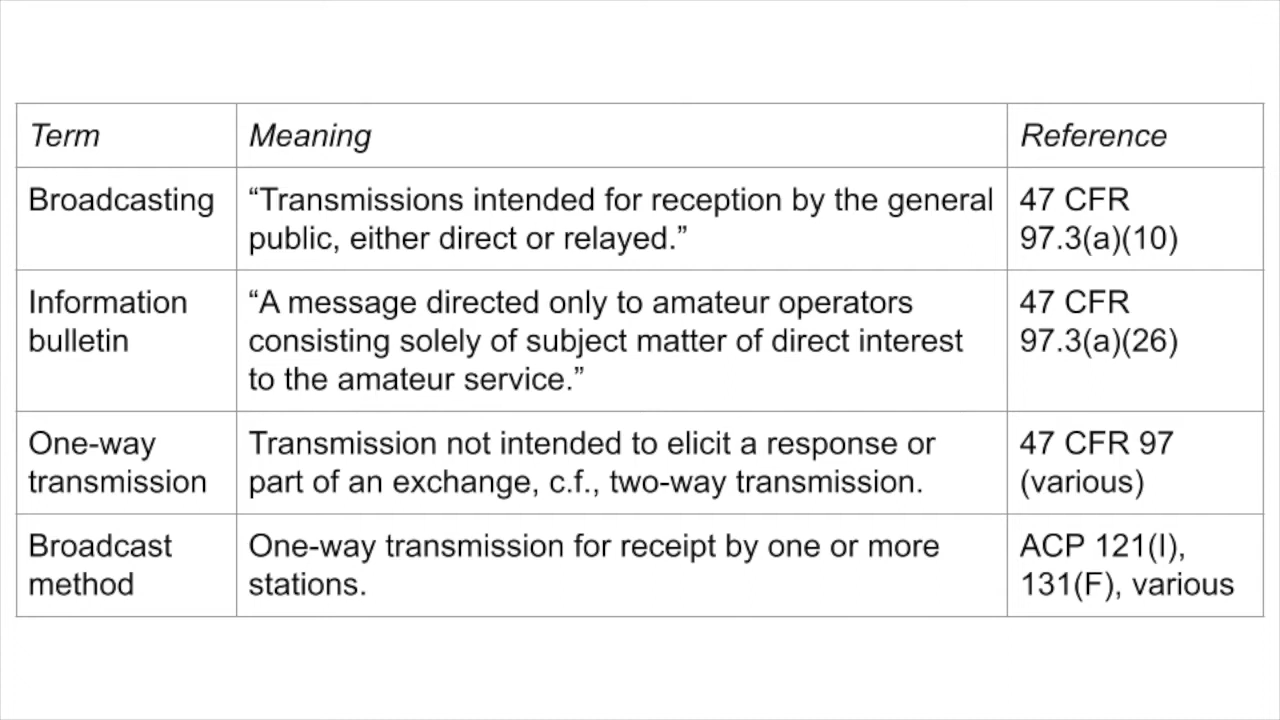 Term
Meaning
Reference
Broadcasting
“Transmissions intended for reception by the general
public, either direct or relayed.”
47 CFR
97.3(a)(10)
Information
bulletin
“A message directed only to amateur operators
consisting solely of subject matter of direct interest
to the amateur service.”
47 CFR
97.3(a)(26)
One-way
transmission
Transmission not intended to elicit a response or
part of an exchange, c.f., two-way transmission.
47 CFR 97
(various)
Broadcast
method
One-way transmission for receipt by one or more
stations.
ACP 121(I),
131(F), various